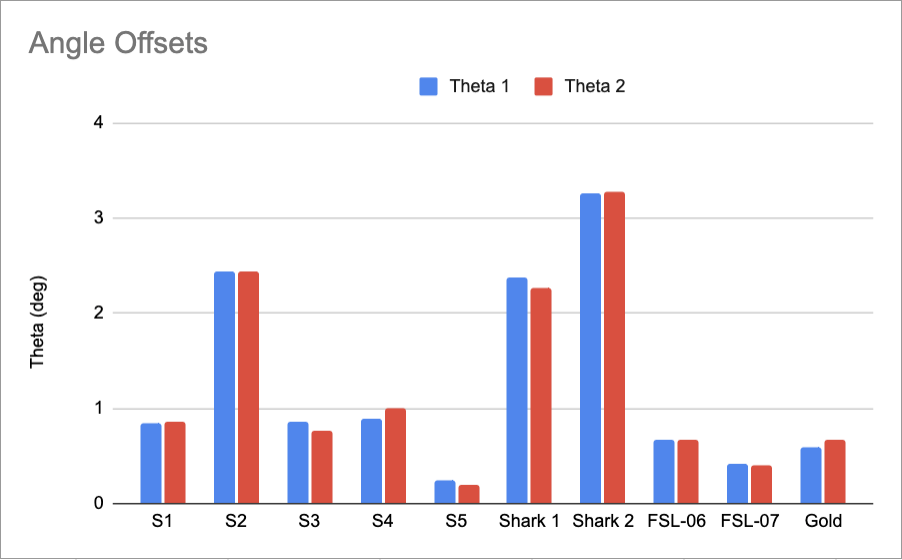 Angle Offsets
Theta 1 Theta 2
Theta (deg)
4
3
2
1
0
S1 S2 S3 S4 S5 Shark 1 Shark 2 FSL-06 FSL-07 Gold